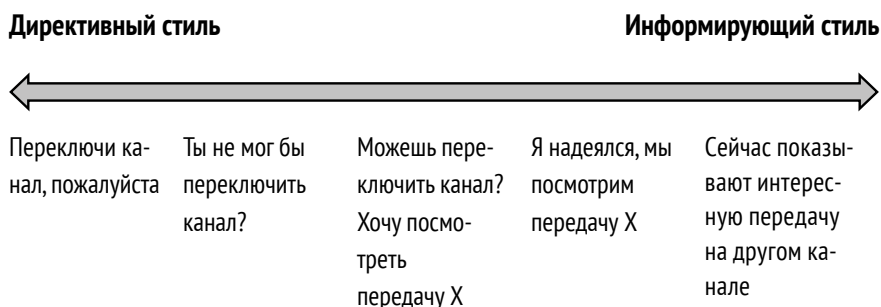 Директивный стиль
Информирующий стиль
Переключи ка-
нал, пожалуйста
Ты не мог бы
переключить
канал?
Можешь пере-
ключить канал?
Хочу посмо-
треть
передачу X
Я надеялся, мы
посмотрим
передачу X
Сейчас показы-
вают интерес-
ную передачу
на другом ка-
нале